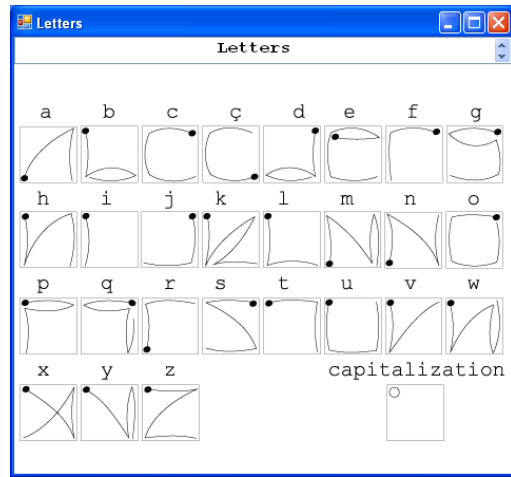 Letters
Letters
a b c ç d e f g
h i j k l m n o
p q r s t u v w
x y z capitalization